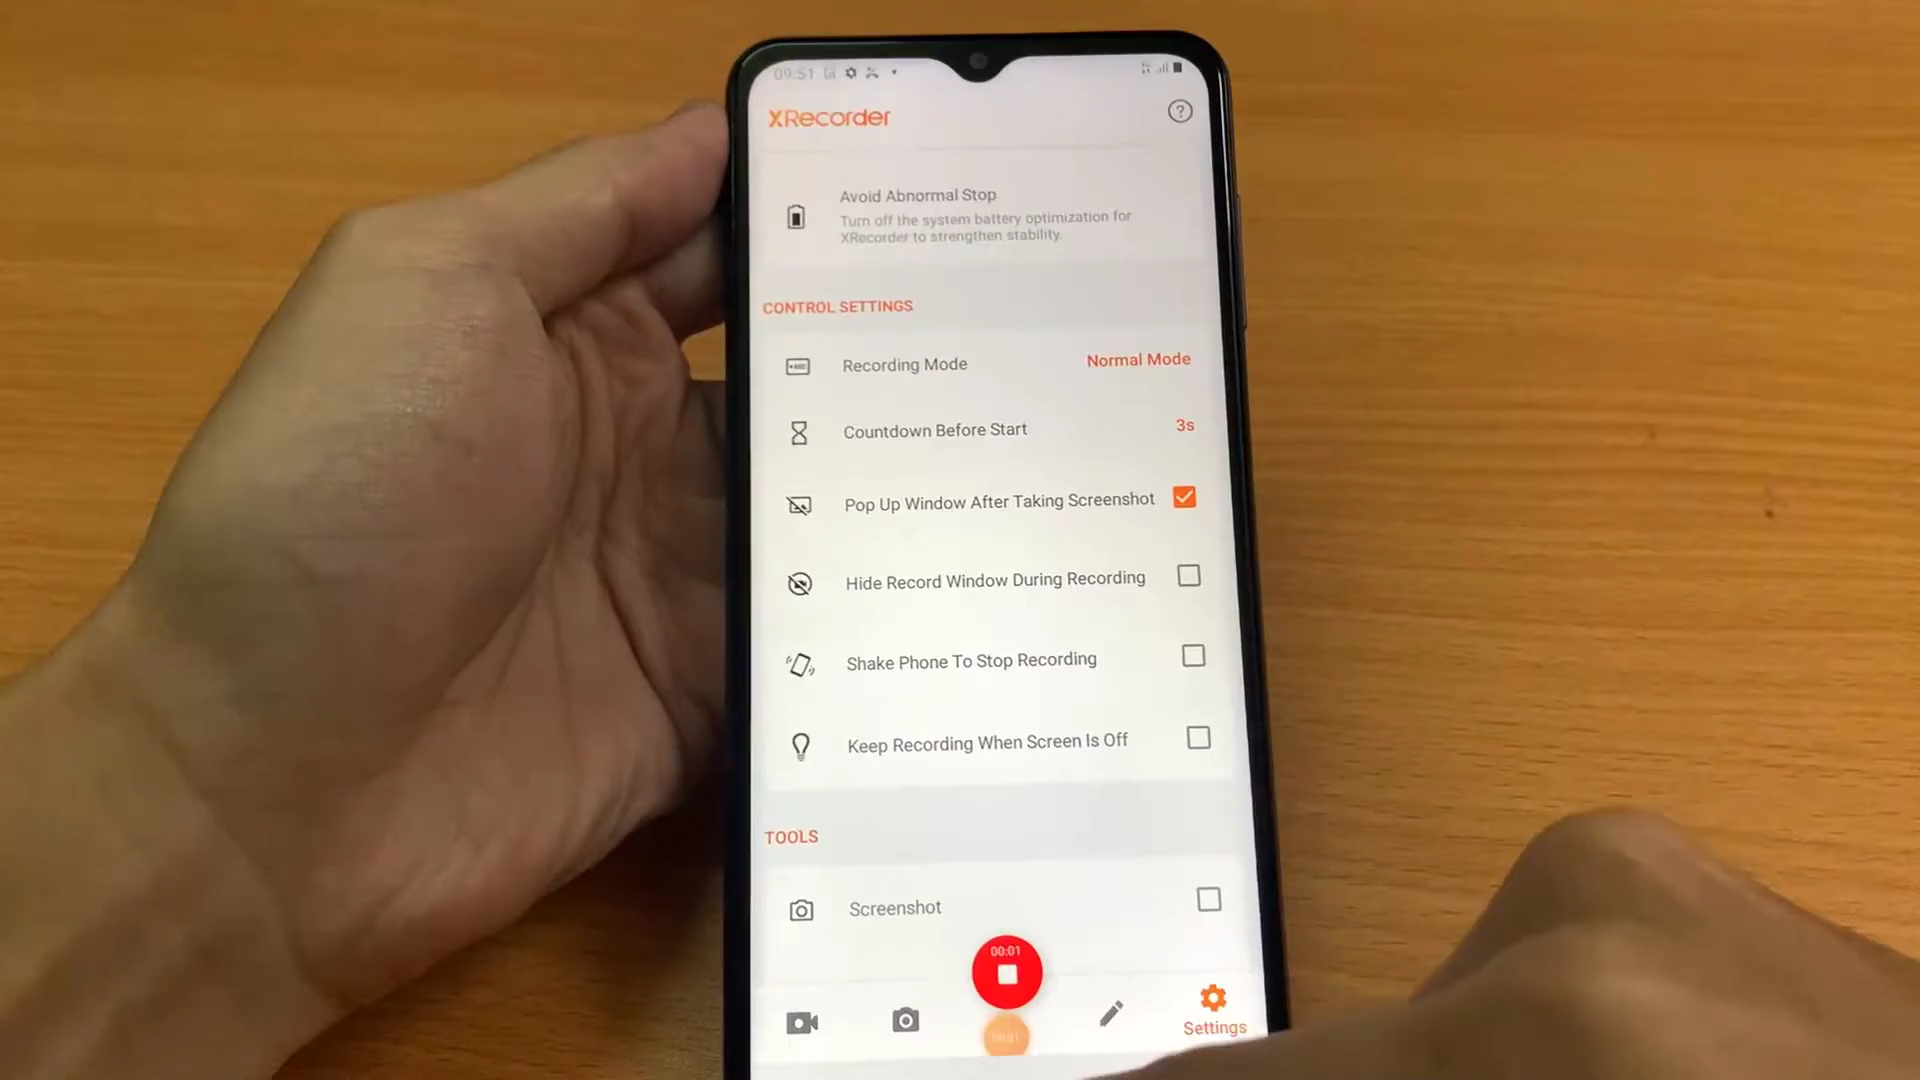 09:51
XRecorder
Avoid Abnormal Stop
Turn off the system battery optimization for
XRecorder to strengthen stability.
CONTROL SETTINGS
Recording Mode Normal Mode
Countdown Before Start 3s
Pop Up Window After Taking Screenshot
Hide Record Window During Recording
Shake Phone To Stop Recording
Keep Recording When Screen Is Off
TOOLS
Screenshot
00:01
Settings